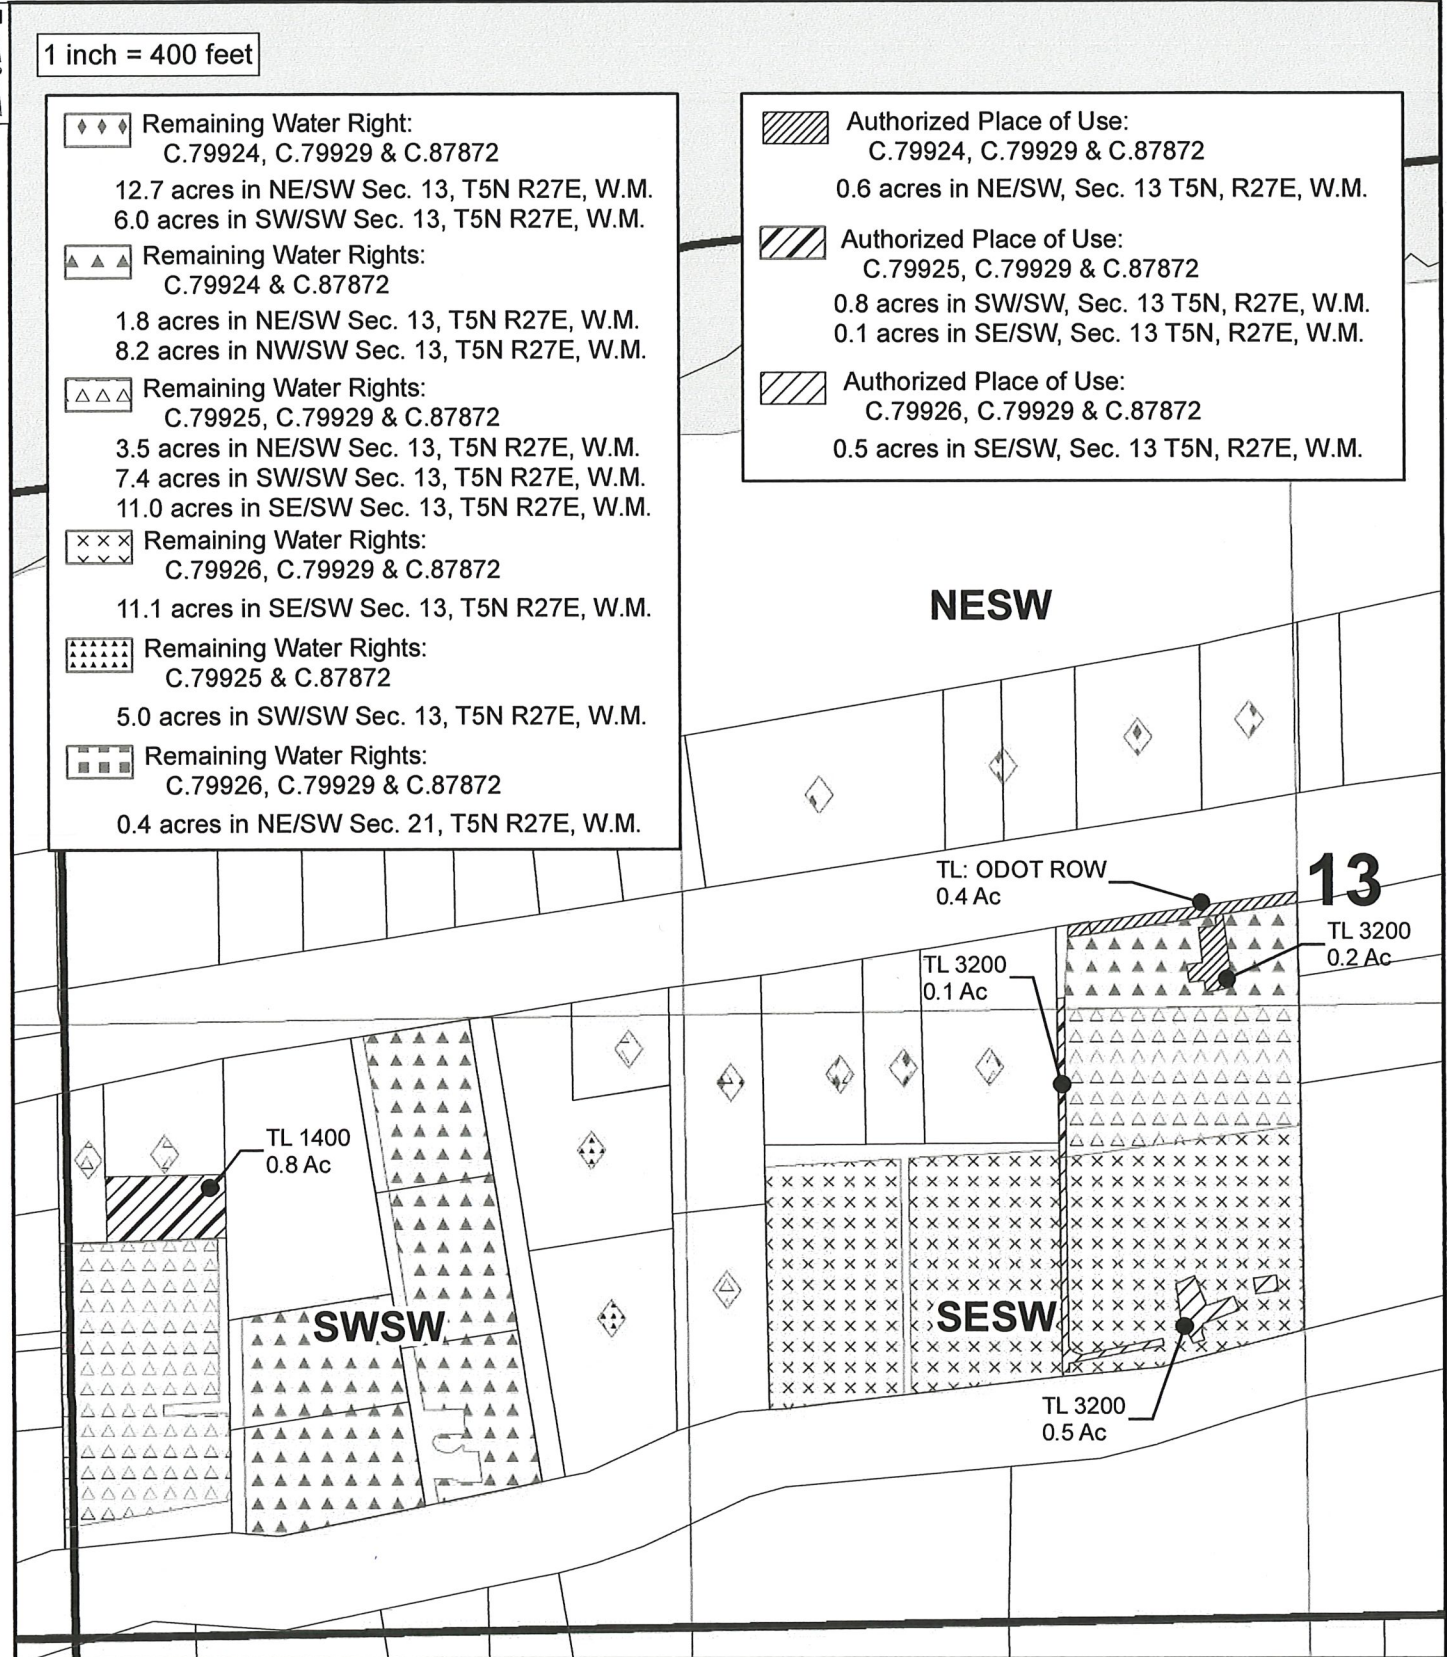 1 inch = 400 feet
Remaining Water Right:
C.79924, C.79929 & C.87872
12.7 acres in NE/SW Sec. 13, T5N R27E, W.M.
6.0 acres in SW/SW Sec. 13, T5N R27E, W.M.
Remaining Water Rights:
C.79924 & C.87872
1.8 acres in NE/SW Sec. 13, T5N R27E, W.M.
8.2 acres in NW/SW Sec. 13, T5N R27E, W.M.
Remaining Water Rights:
C.79925, C.79929 & C.87872
3.5 acres in NE/SW Sec. 13, T5N R27E, W.M.
7.4 acres in SW/SW Sec. 13, T5N R27E, W.M.
11.0 acres in SE/SW Sec. 13, T5N R27E, W.M.
Remaining Water Rights:
C.79926, C.79929 & C.87872
11.1 acres in SE/SW Sec. 13, T5N R27E, W.M.
Remaining Water Rights:
C.79925 & C.87872
5.0 acres in SW/SW Sec. 13, T5N R27E, W.M.
Remaining Water Rights:
C.79926, C.79929 & C.87872
0.4 acres in NE/SW Sec. 21, T5N R27E, W.M.
Authorized Place of Use:
C.79924, C.79929 & C.87872
0.6 acres in NE/SW, Sec. 13 T5N, R27E, W.M.
Authorized Place of Use:
C.79925, C.79929 & C.87872
0.8 acres in SW/SW, Sec. 13 T5N, R27E, W.M.
0.1 acres in SE/SW, Sec. 13 T5N, R27E, W.M.
Authorized Place of Use:
C.79926, C.79929 & C.87872
0.5 acres in SE/SW, Sec. 13 T5N, R27E, W.M.
NESW
TL: ODOT ROW
0.4 Ac
13
TL 3200
0.2 Ac
TL 3200
0.1 Ac
TL 1400
0.8 Ac
SWSW
SESW
TL 3200
0.5 Ac